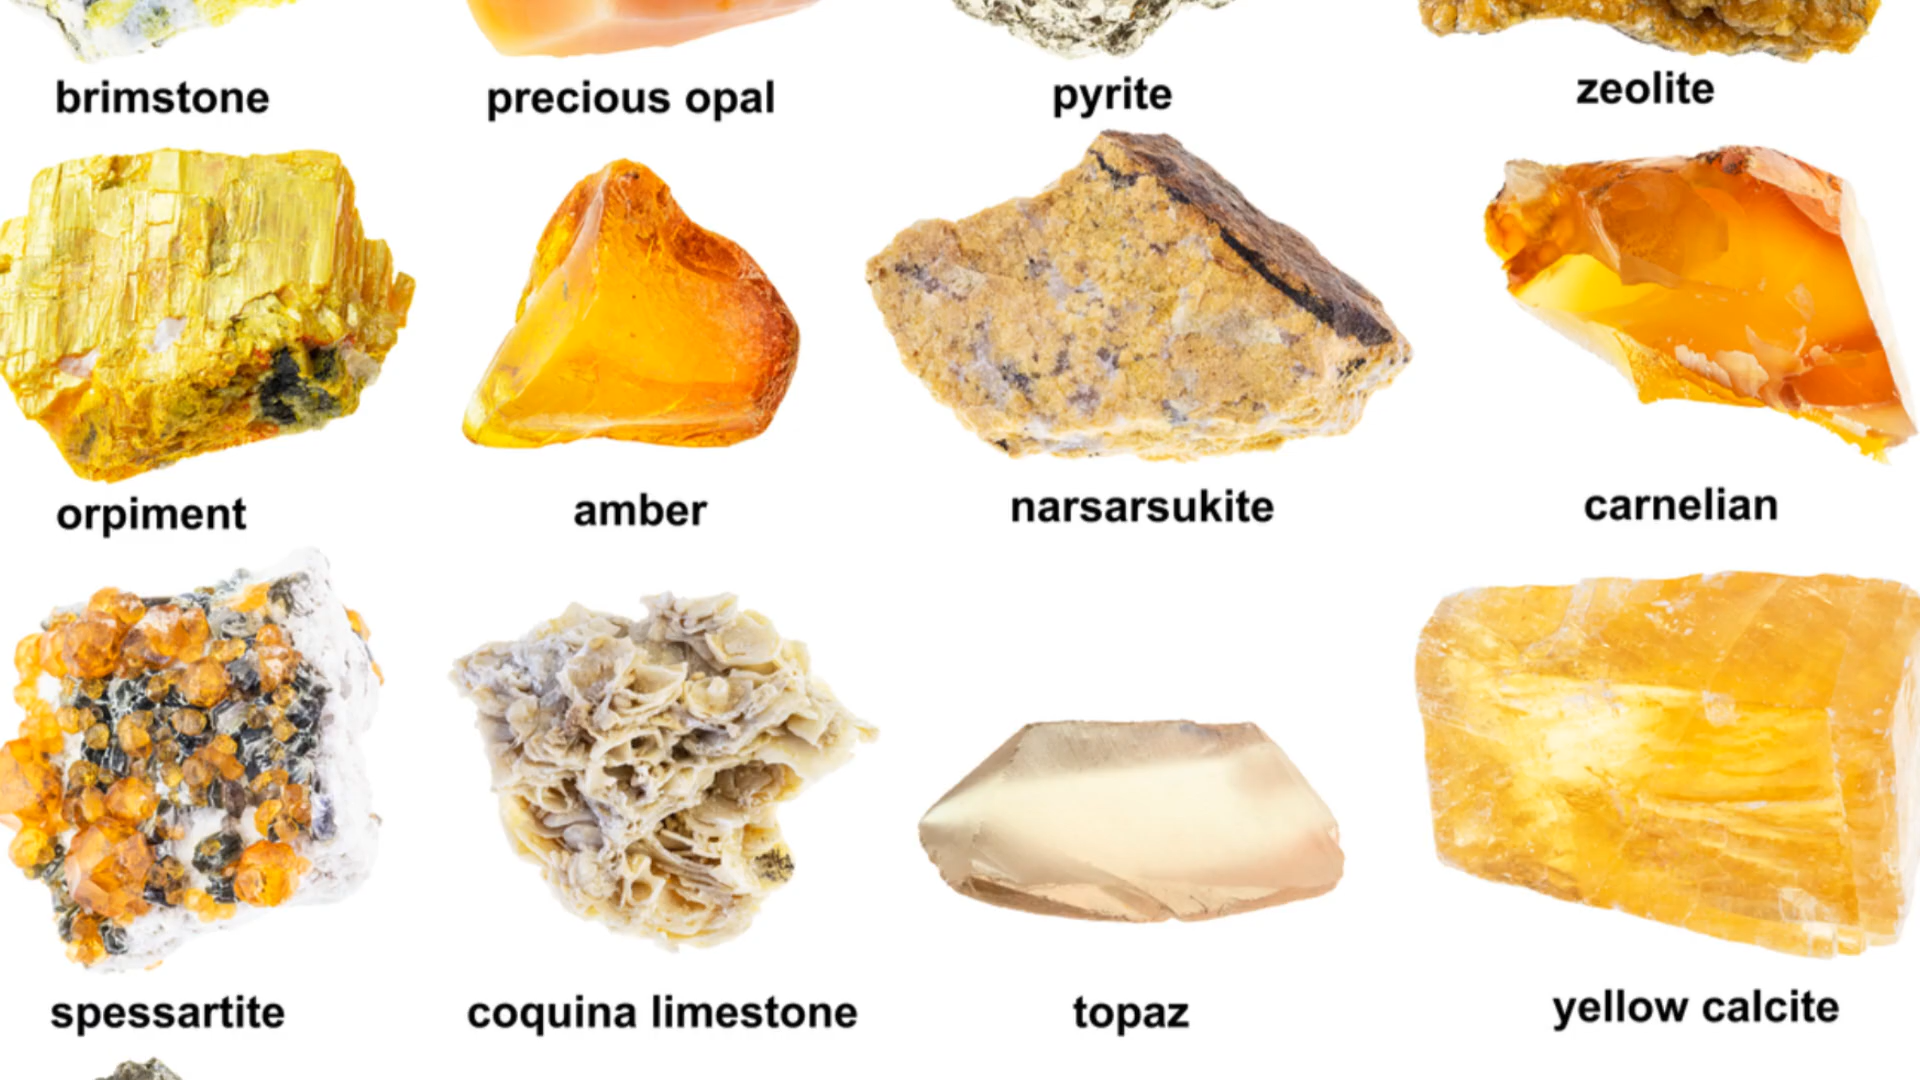 brimstone
precious opal
pyrite
zeolite
orpiment
amber
narsarsukite
carnelian
spessartite
coquina limestone
topaz
yellow calcite